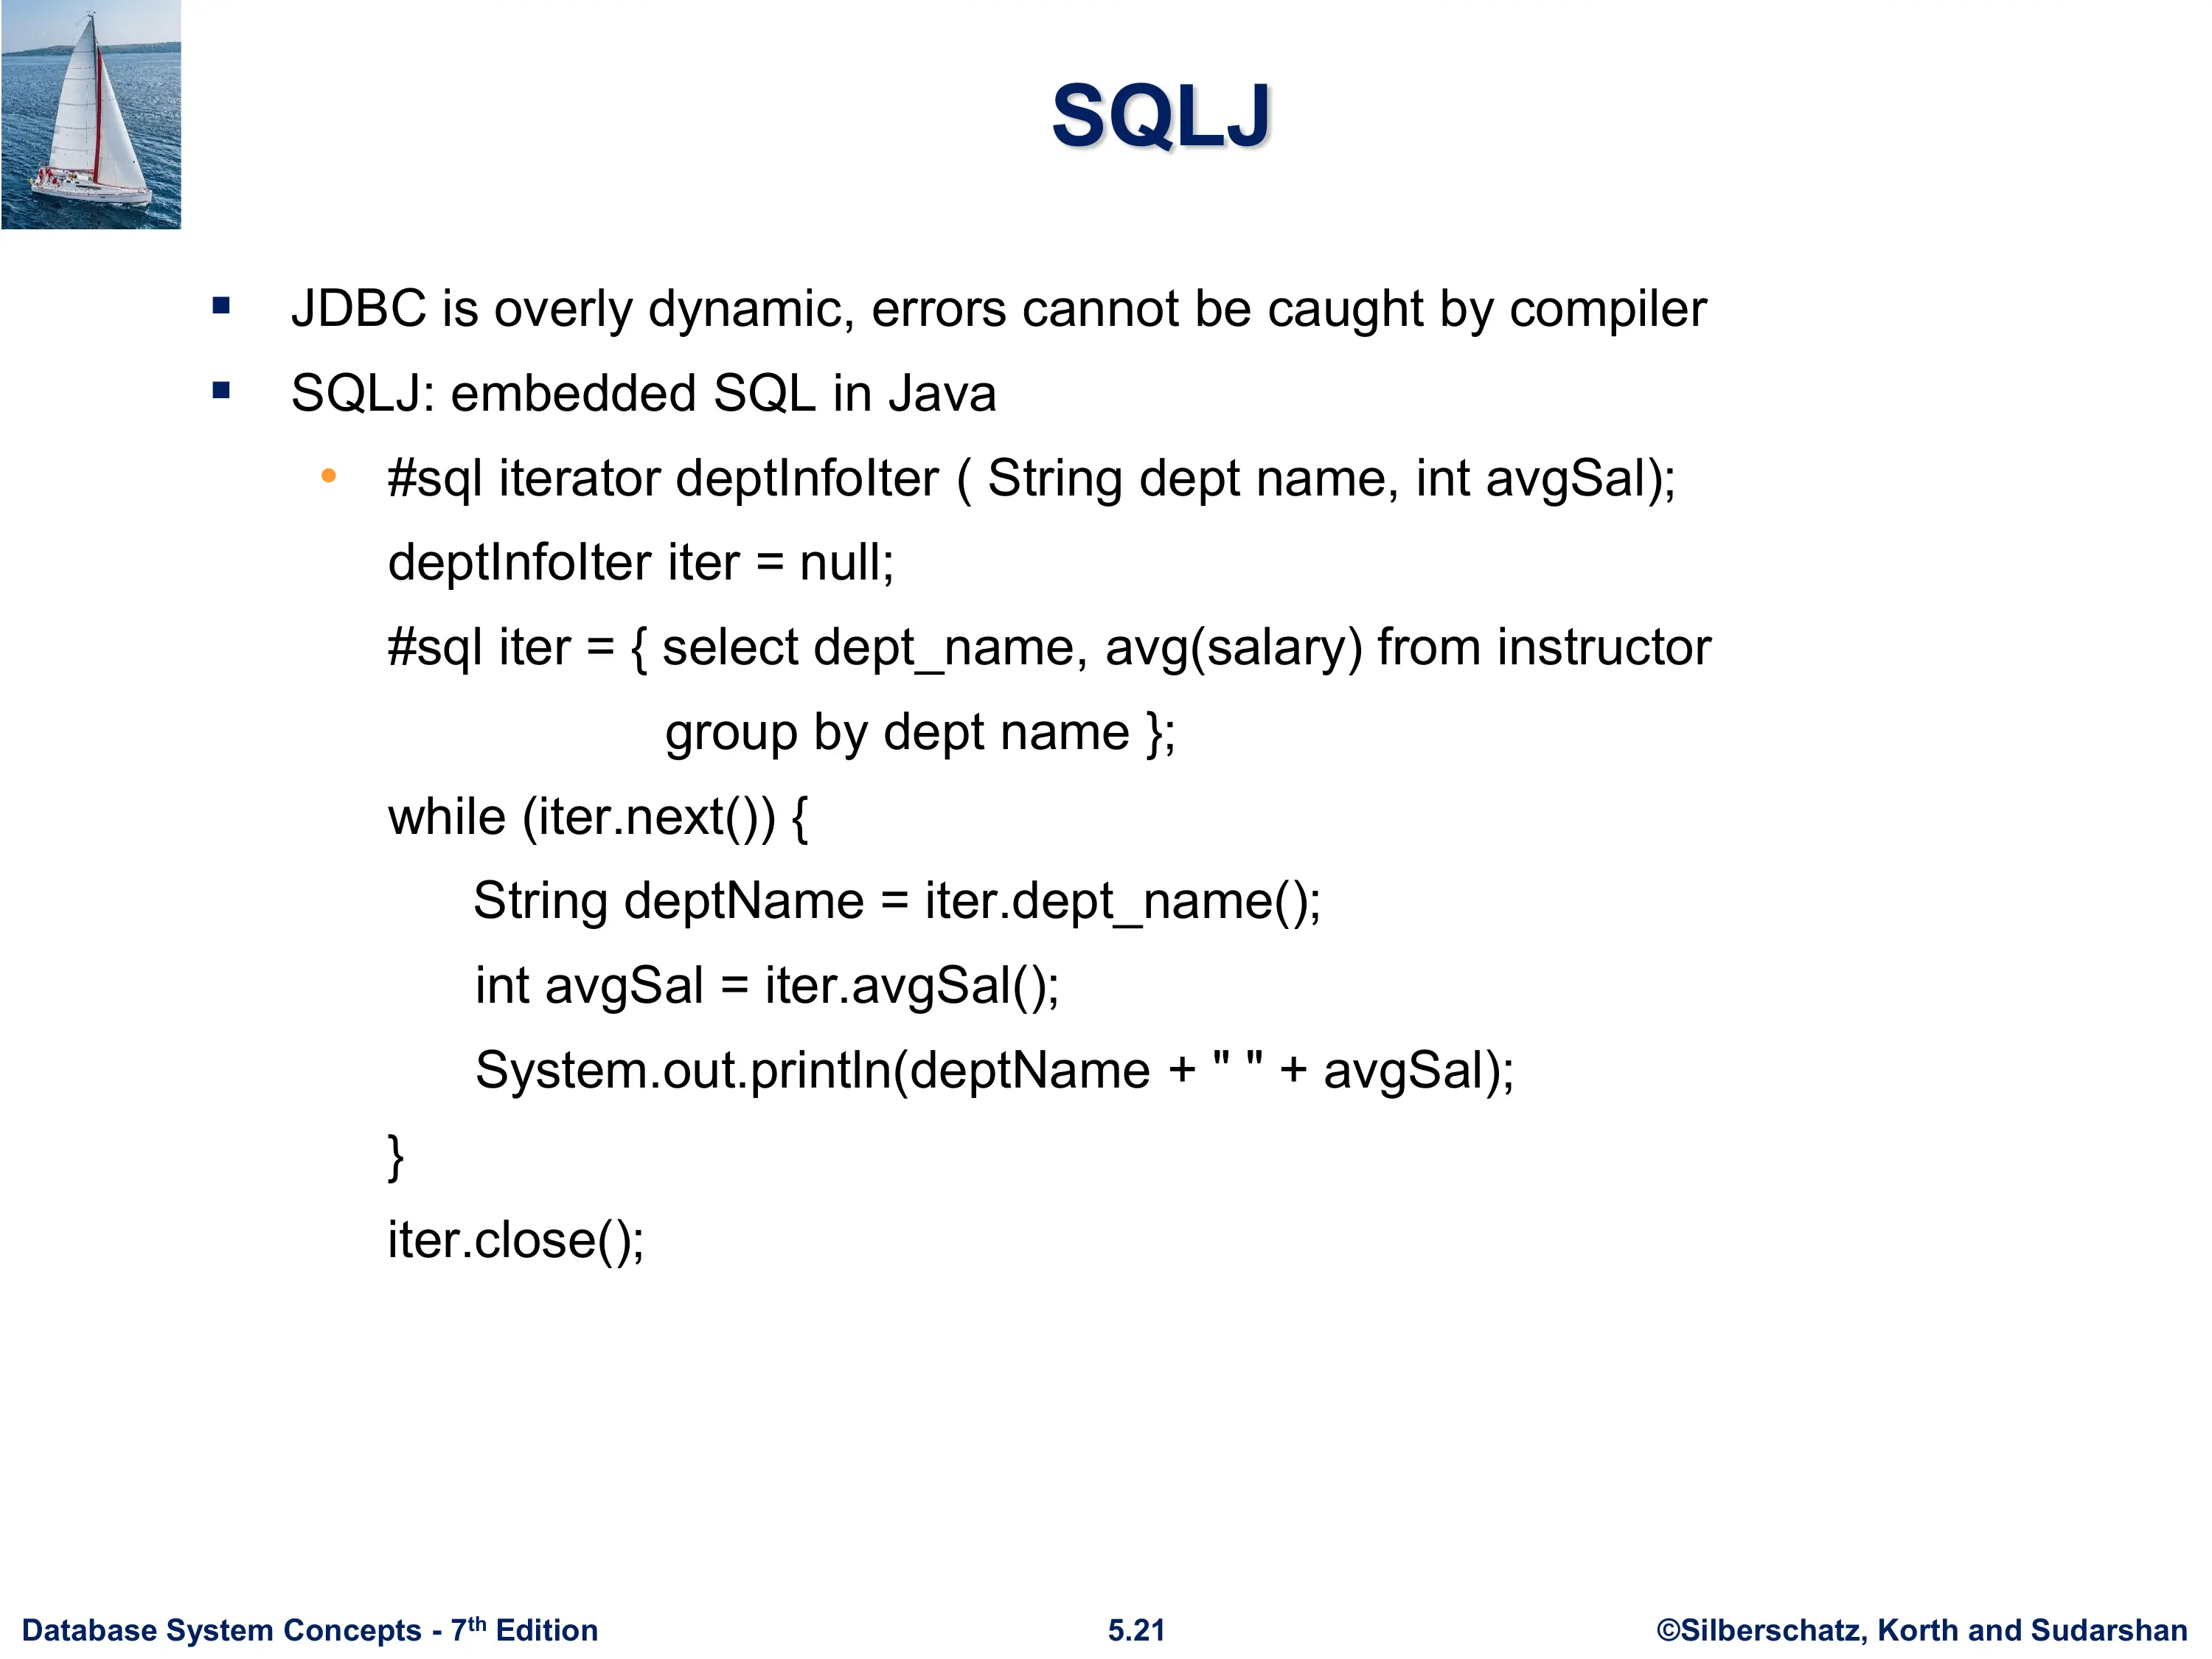 SQLJ
▪ JDBC is overly dynamic, errors cannot be caught by compiler
▪ SQLJ: embedded SQL in Java
• #sql iterator deptInfoIter ( String dept name, int avgSal);
deptInfoIter iter = null;
#sql iter = { select dept_name, avg(salary) from instructor
group by dept name };
while (iter.next()) {
String deptName = iter.dept_name();
int avgSal = iter.avgSal();
System.out.println(deptName + " " + avgSal);
}
iter.close();
Database System Concepts - 7th Edition 5.21 ©Silberschatz, Korth and Sudarshan